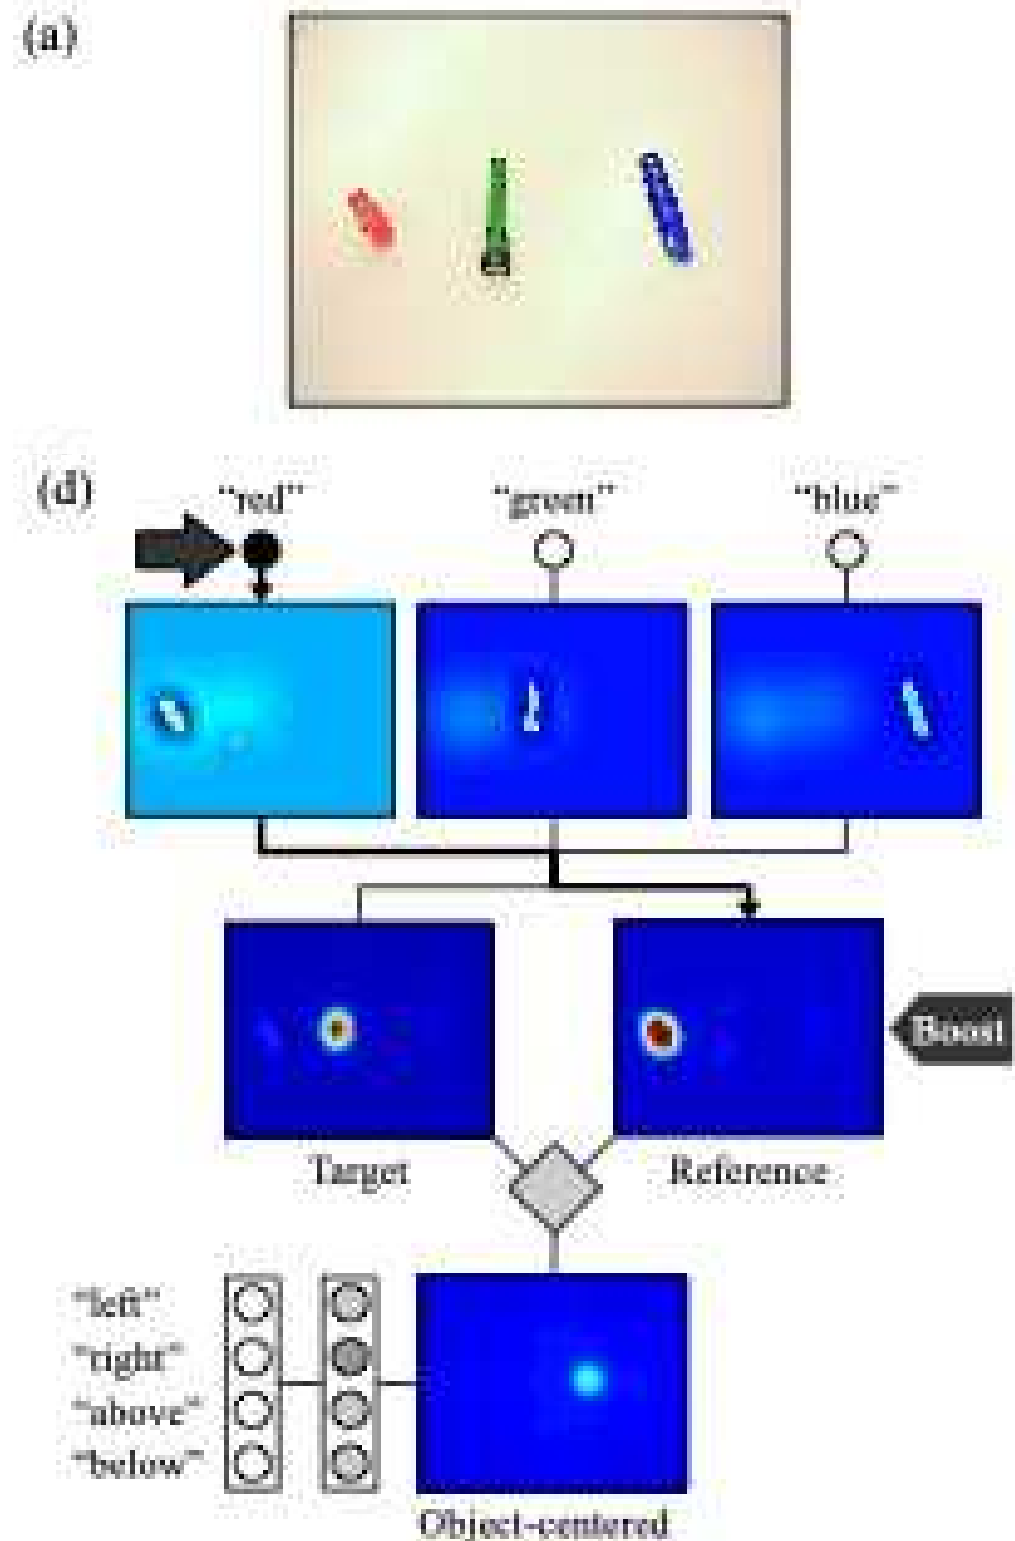 (a)
(d)
“red” “green” “blue”
Boost
Target Reference
“left”
“right”
“above”
“below”
Object-centered